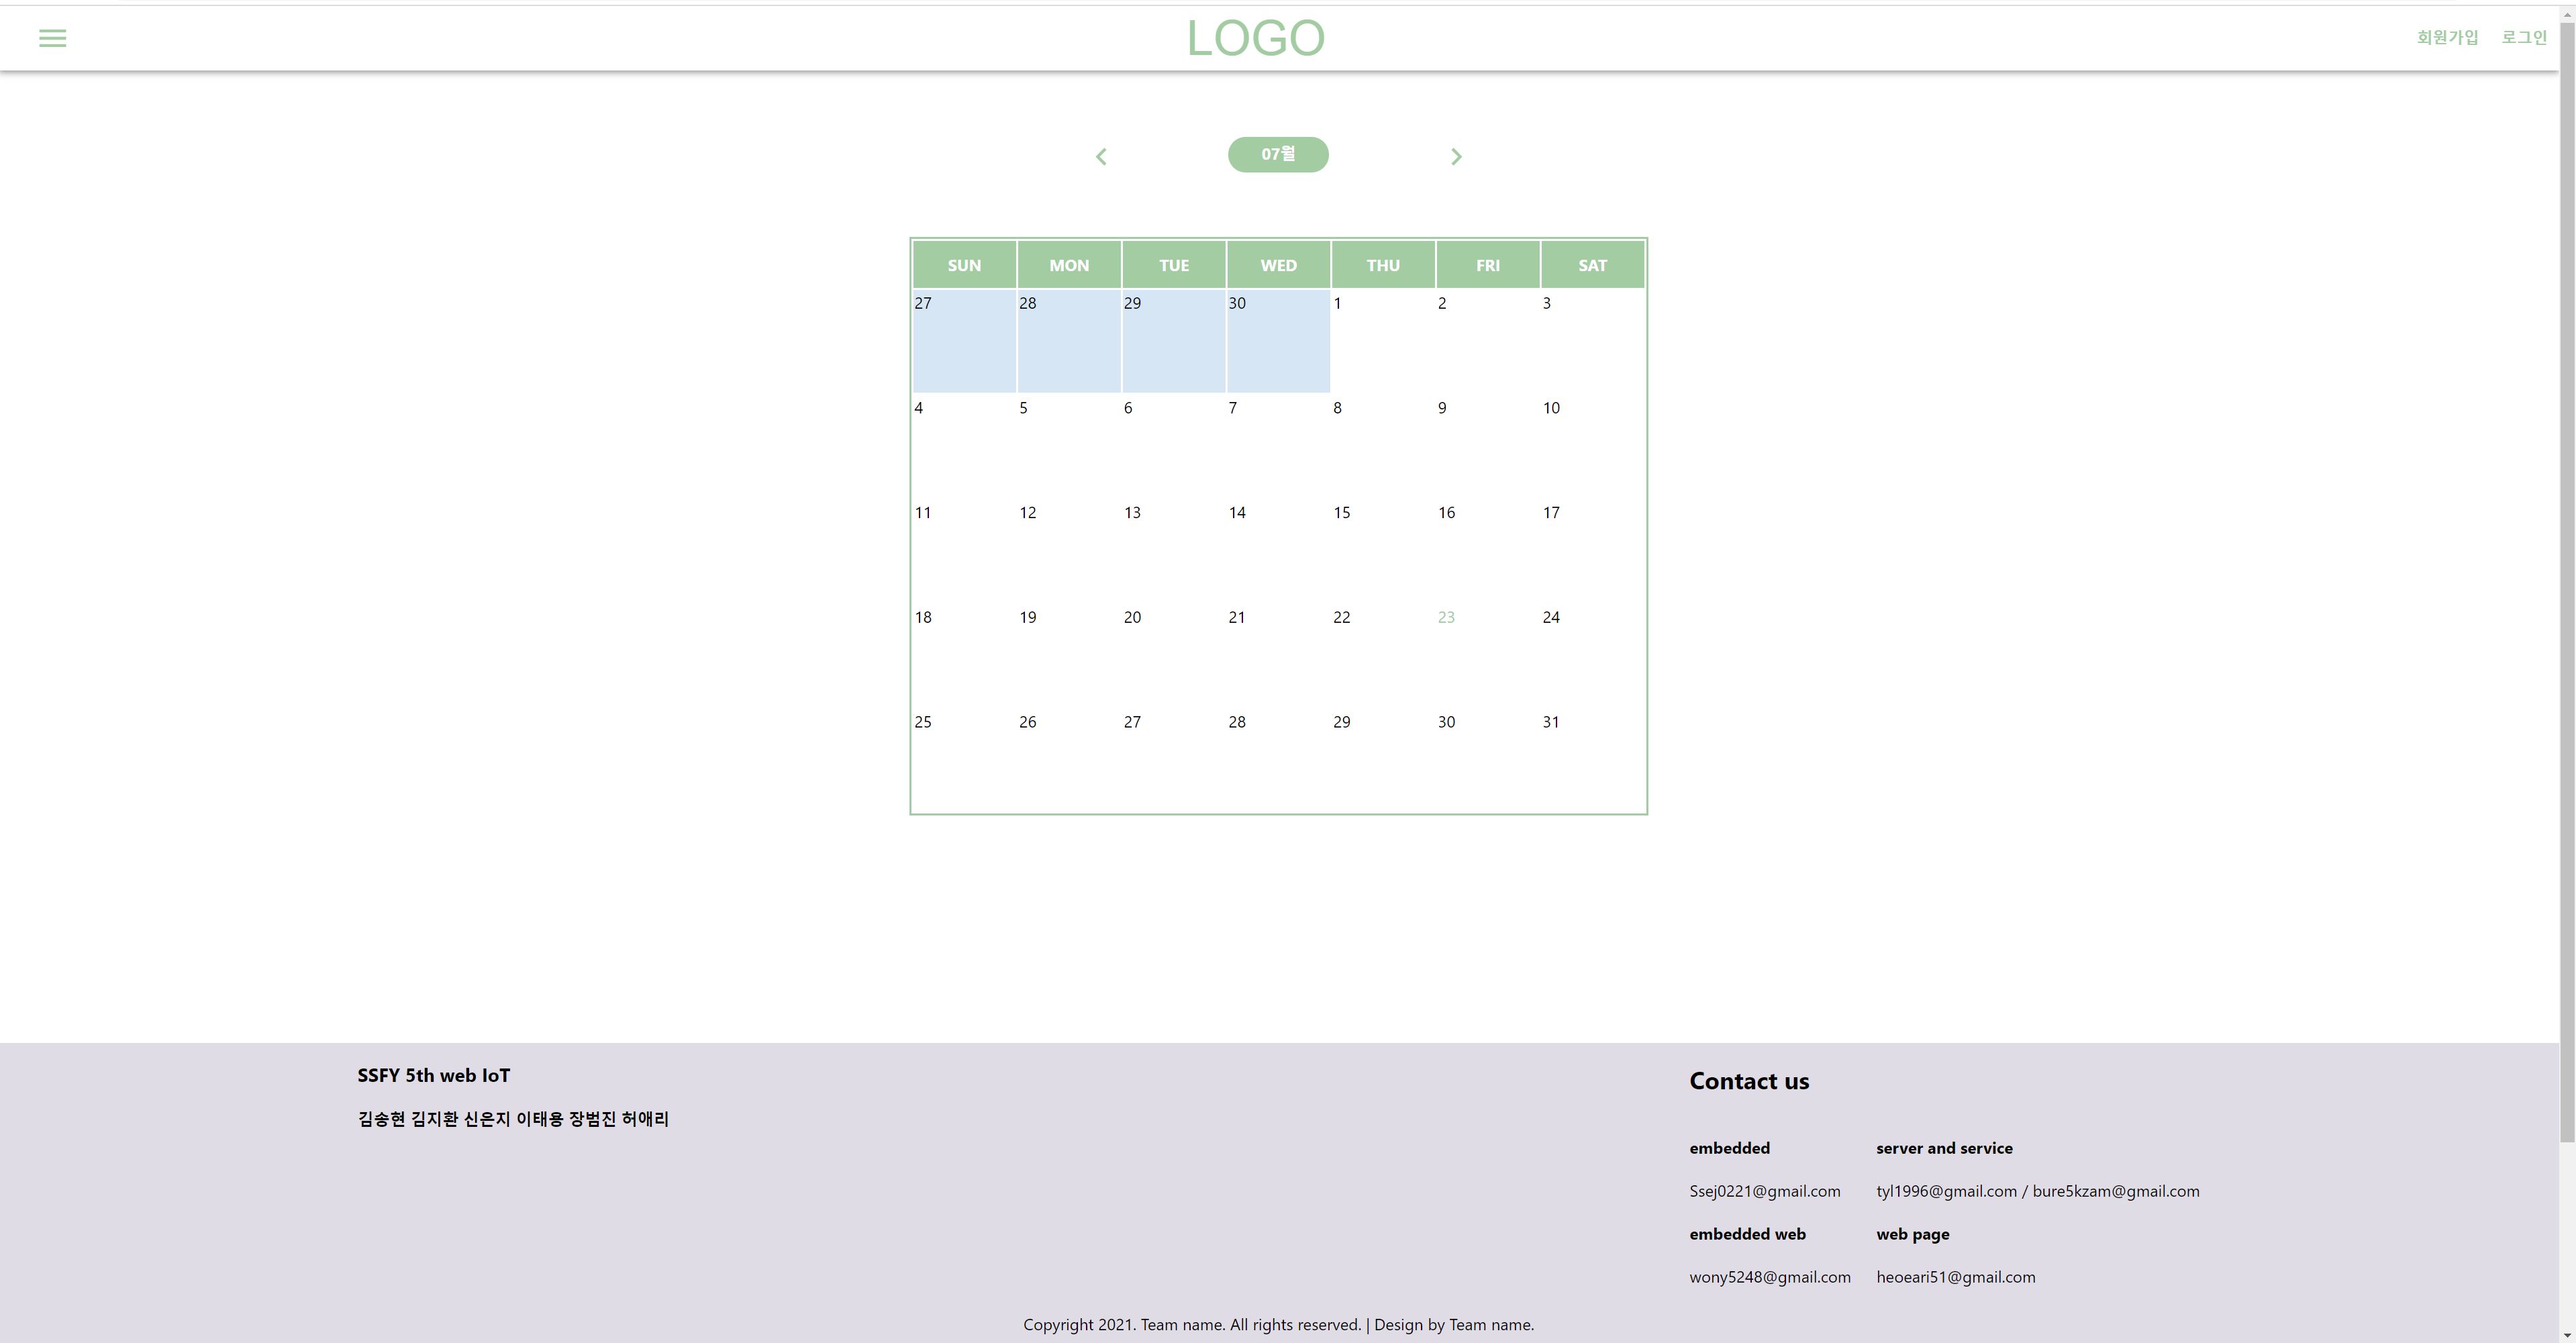 LOGO
회원가입 로그인
07월
SUN MON TUE WED THU FRI SAT
27 28 29 30 1 2 3
4 5 6 7 8 9 10
11 12 13 14 15 16 17
18 19 20 21 22 23 24
25 26 27 28 29 30 31
SSFY 5th web IoT
김송현 김지환 신은지 이태용 장범진 허애리
Contact us
embedded server and service
Ssej0221@gmail.com tyl1996@gmail.com / bure5kzam@gmail.com
embedded web web page
wony5248@gmail.com heoeari51@gmail.com
Copyright 2021. Team name. All rights reserved. | Design by Team name.